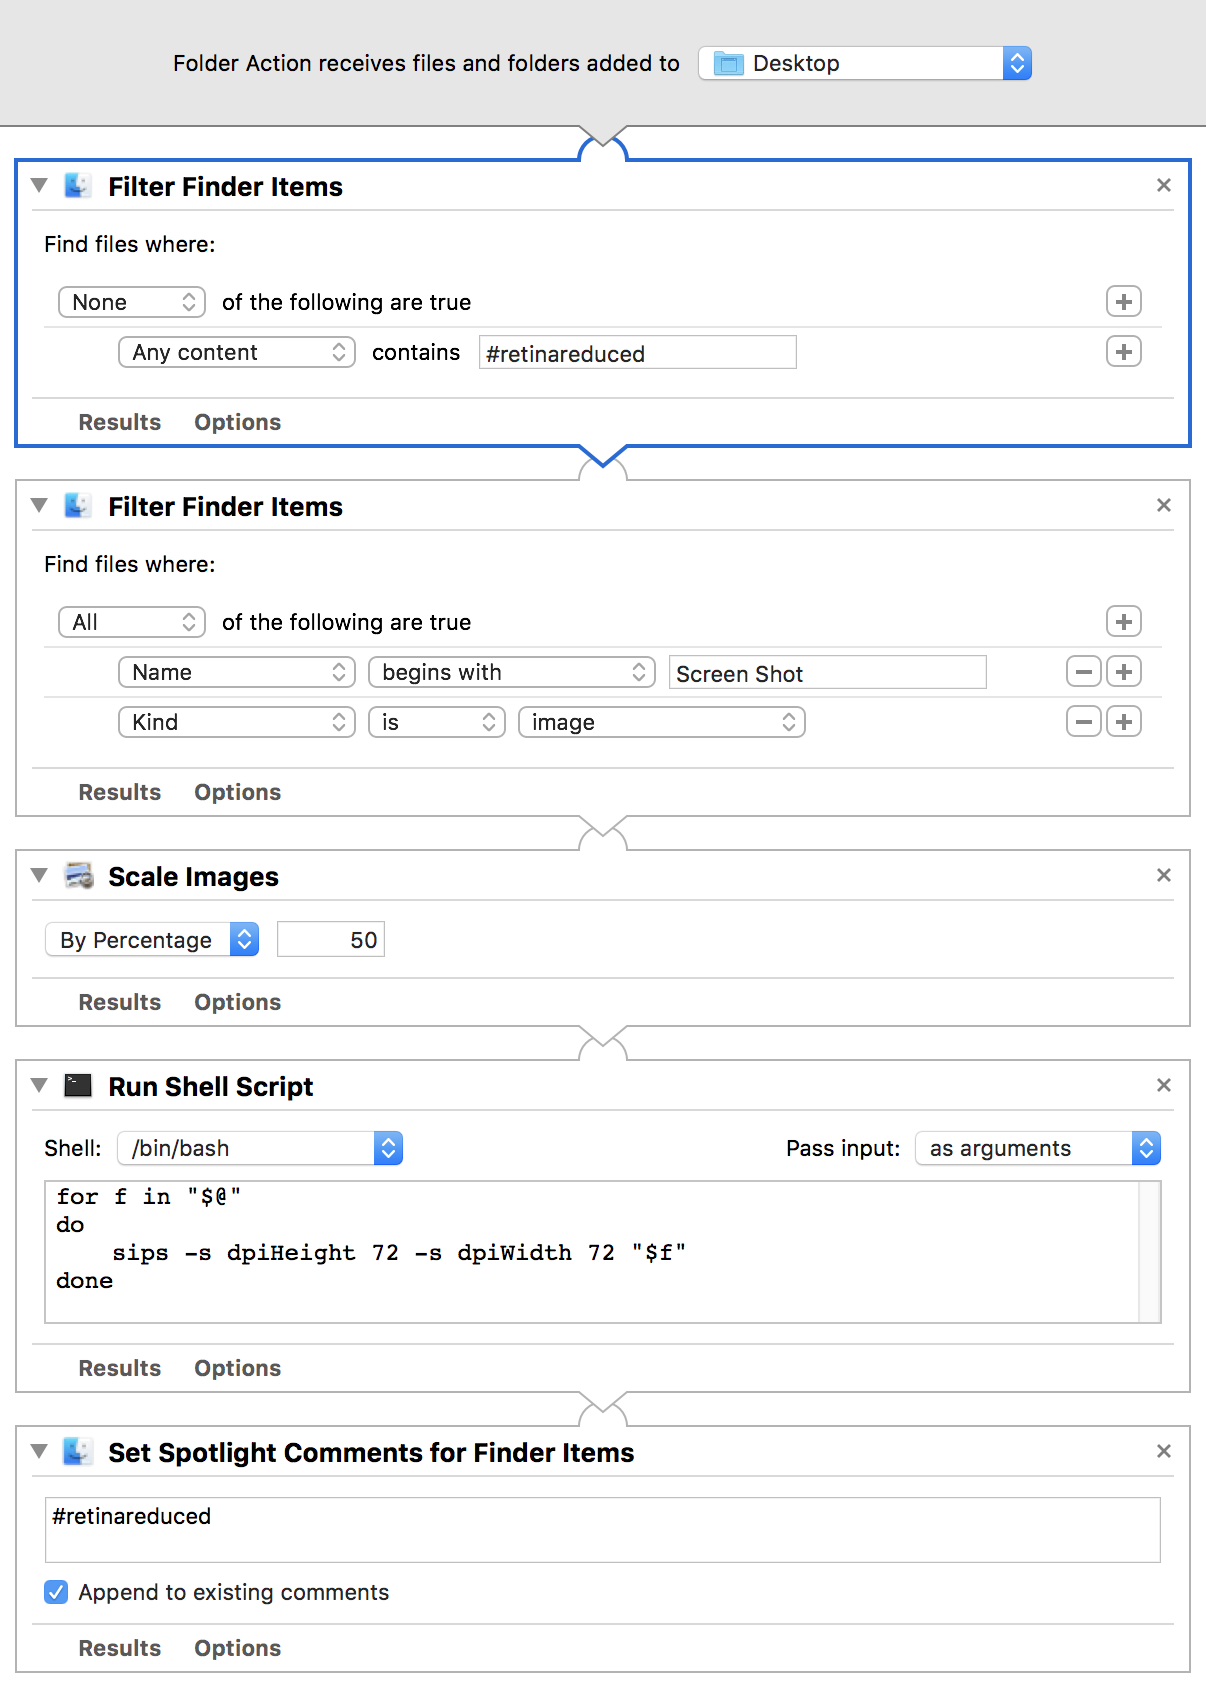 Folder Action receives files and folders added to Desktop
Filter Finder Items
Find files where:
None of the following are true
Any content contains #retinareduced
Results Options
Filter Finder Items
Find files where:
All of the following are true
Name begins with Screen Shot
Kind is image
Results Options
Scale Images
By Percentage 50
Results Options
>_ Run Shell Script
Shell: /bin/bash Pass input: as arguments
for f in "$@"
do
    sips -s dpiHeight 72 -s dpiWidth 72 "$f"
done
Results Options
Set Spotlight Comments for Finder Items
#retinareduced
Append to existing comments
Results Options